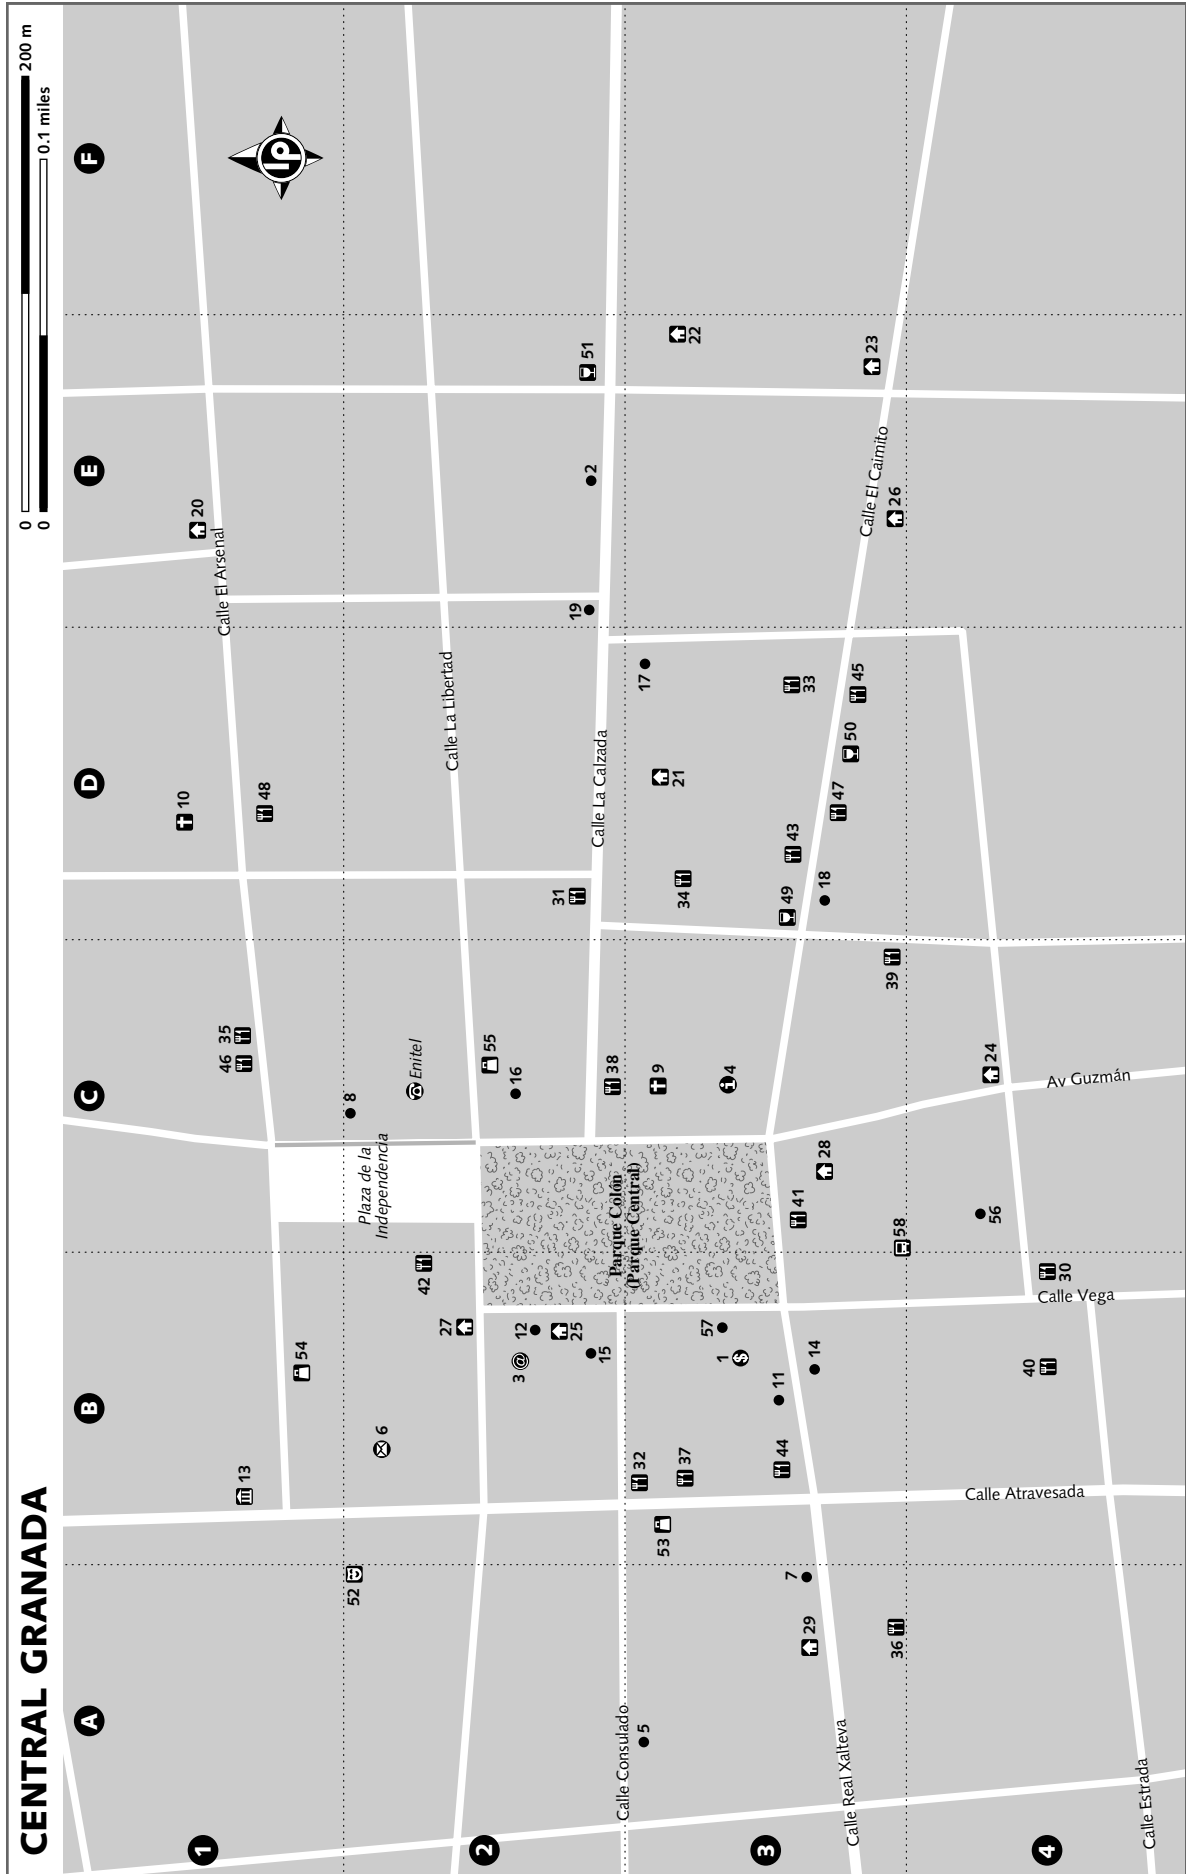 CENTRAL GRANADA
0 200 m
0 0.1 miles
A
B
C
D
E
F
1
2
3
4
lp
13
46
35
10
48
20
Calle El Arsenal
52
6
54
42
27
Plaza de la
Independencia
8
Enitel
55
16
Calle La Libertad
3
12
25
15
31
19
2
51
Calle La Calzada
Parque Colón
(Parque Central)
Calle Consulado
5
53
32
37
1
57
11
44
14
38
9
4
34
21
17
22
33
43
49
18
47
50
45
23
Calle El Caimito
26
29
7
Calle Real Xalteva
36
41
28
58
39
56
24
Av Guzmán
30
Calle Vega
40
Calle Atravesada
Calle Estrada